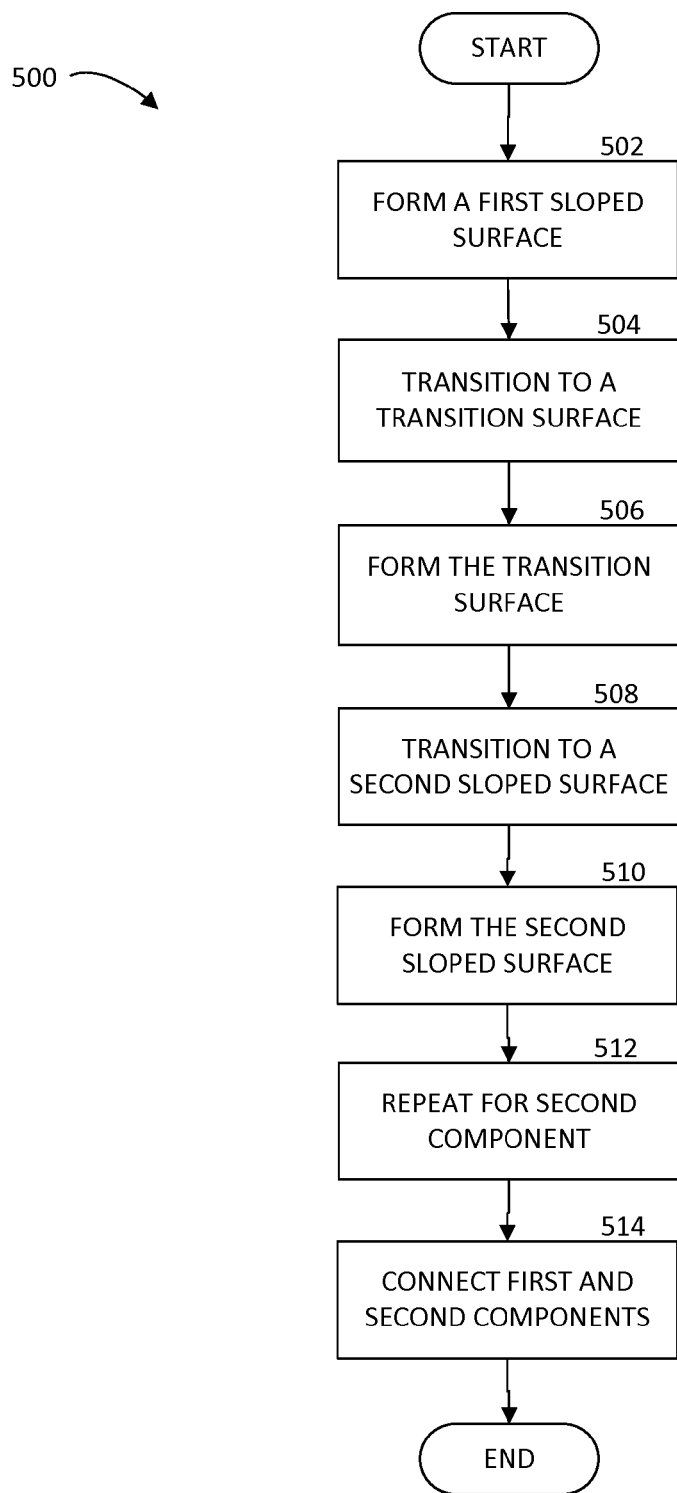 START
500
502
FORM A FIRST SLOPED
SURFACE
504
TRANSITION TO A
TRANSITION SURFACE
506
FORM THE TRANSITION
SURFACE
508
TRANSITION TO A
SECOND SLOPED SURFACE
510
FORM THE SECOND
SLOPED SURFACE
512
REPEAT FOR SECOND
COMPONENT
514
CONNECT FIRST AND
SECOND COMPONENTS
END